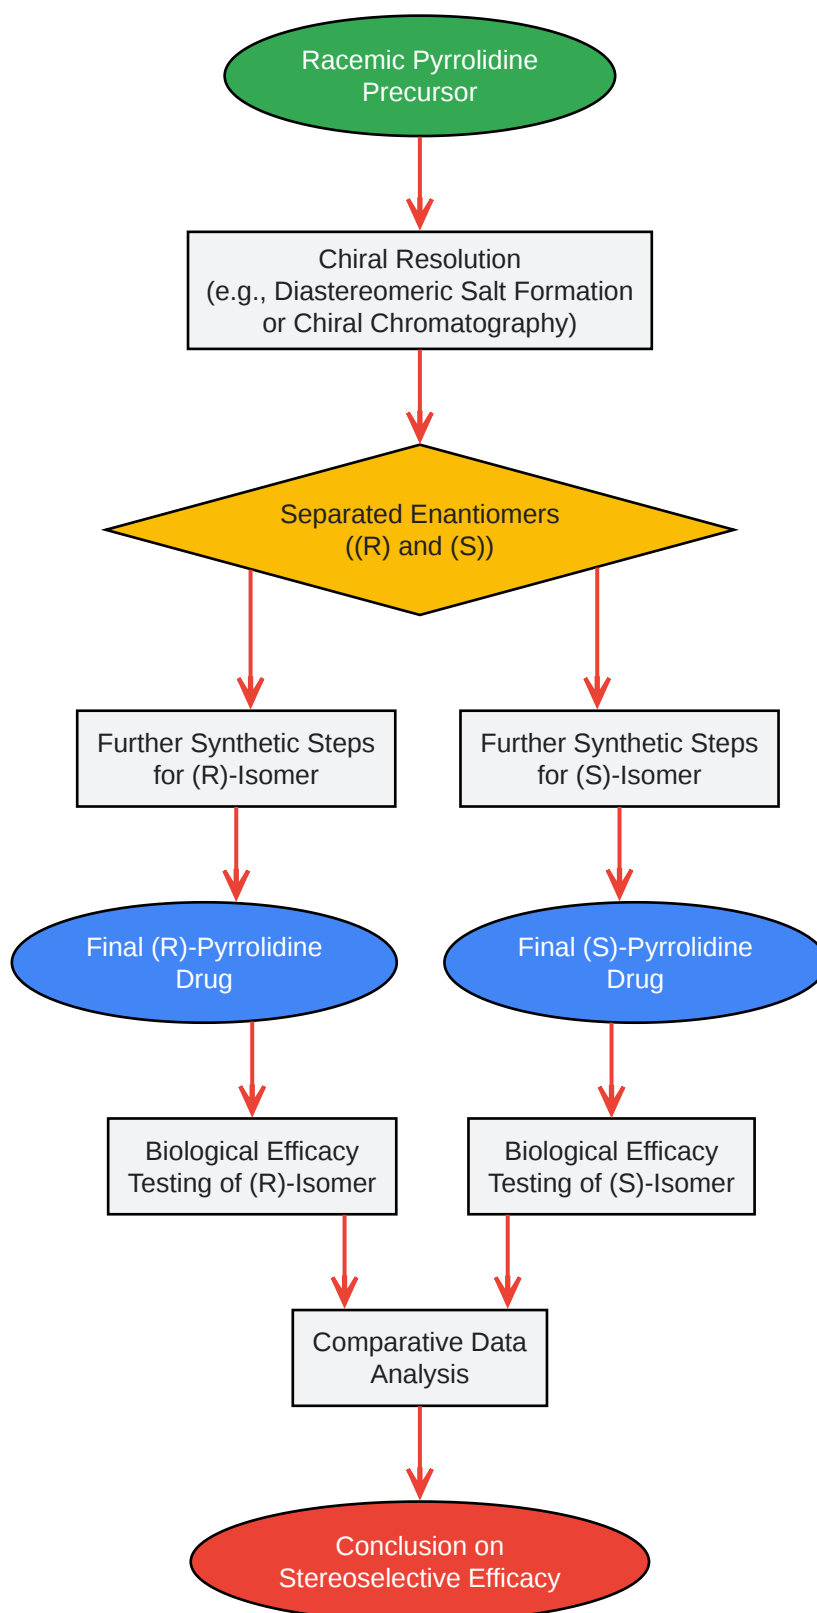 Racemic Pyrrolidine
Precursor
Chiral Resolution
(e.g., Diastereomeric Salt Formation
or Chiral Chromatography)
Separated Enantiomers
((R) and (S))
Further Synthetic Steps
for (R)-Isomer
Further Synthetic Steps
for (S)-Isomer
Final (R)-Pyrrolidine
Drug
Final (S)-Pyrrolidine
Drug
Biological Efficacy
Testing of (R)-Isomer
Biological Efficacy
Testing of (S)-Isomer
Comparative Data
Analysis
Conclusion on
Stereoselective Efficacy